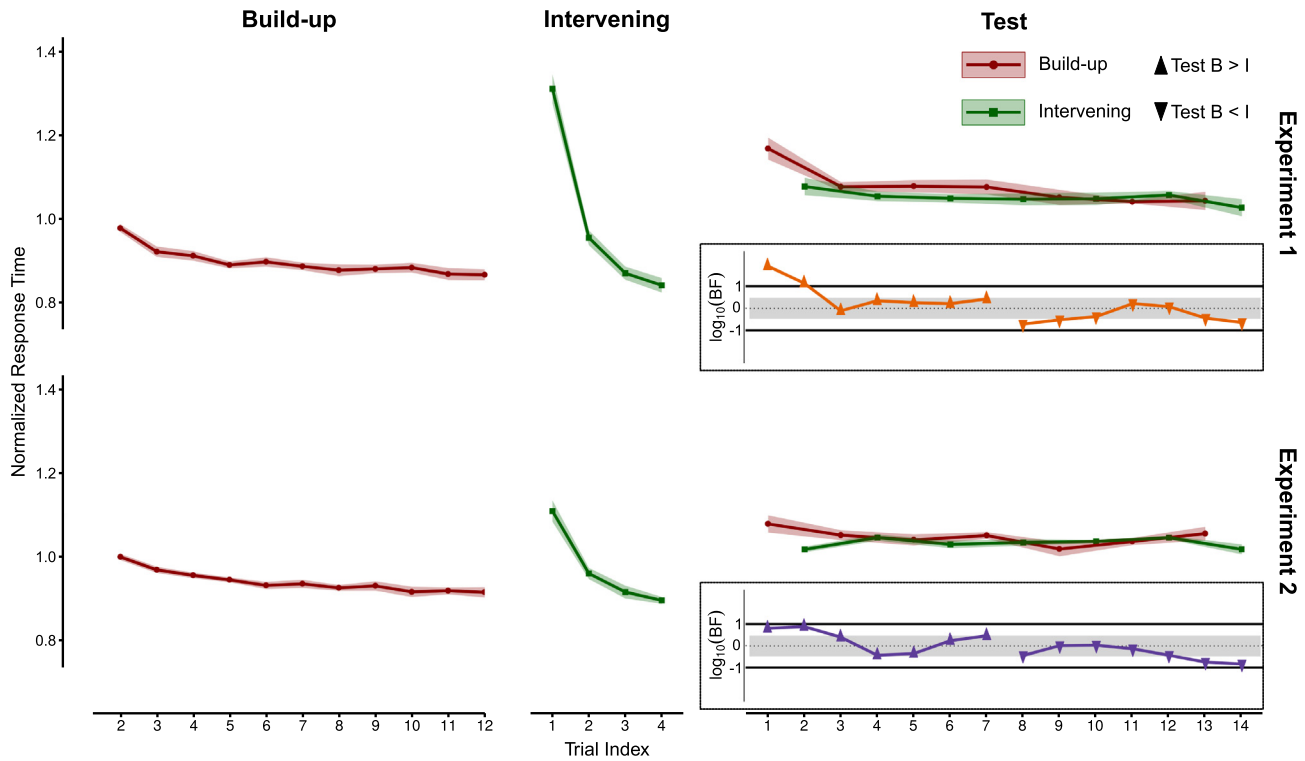 Build-up Intervening Test
Build-up Test B > I
Intervening Test B < I
Experiment 1
Experiment 2
Normalized Response Time
1.4
1.2
1.0
0.8
log10(BF)
1
0
-1
1.4
1.2
1.0
0.8
log10(BF)
1
0
-1
2 3 4 5 6 7 8 9 10 11 12
1 2 3 4
1 2 3 4 5 6 7 8 9 10 11 12 13 14
Trial Index